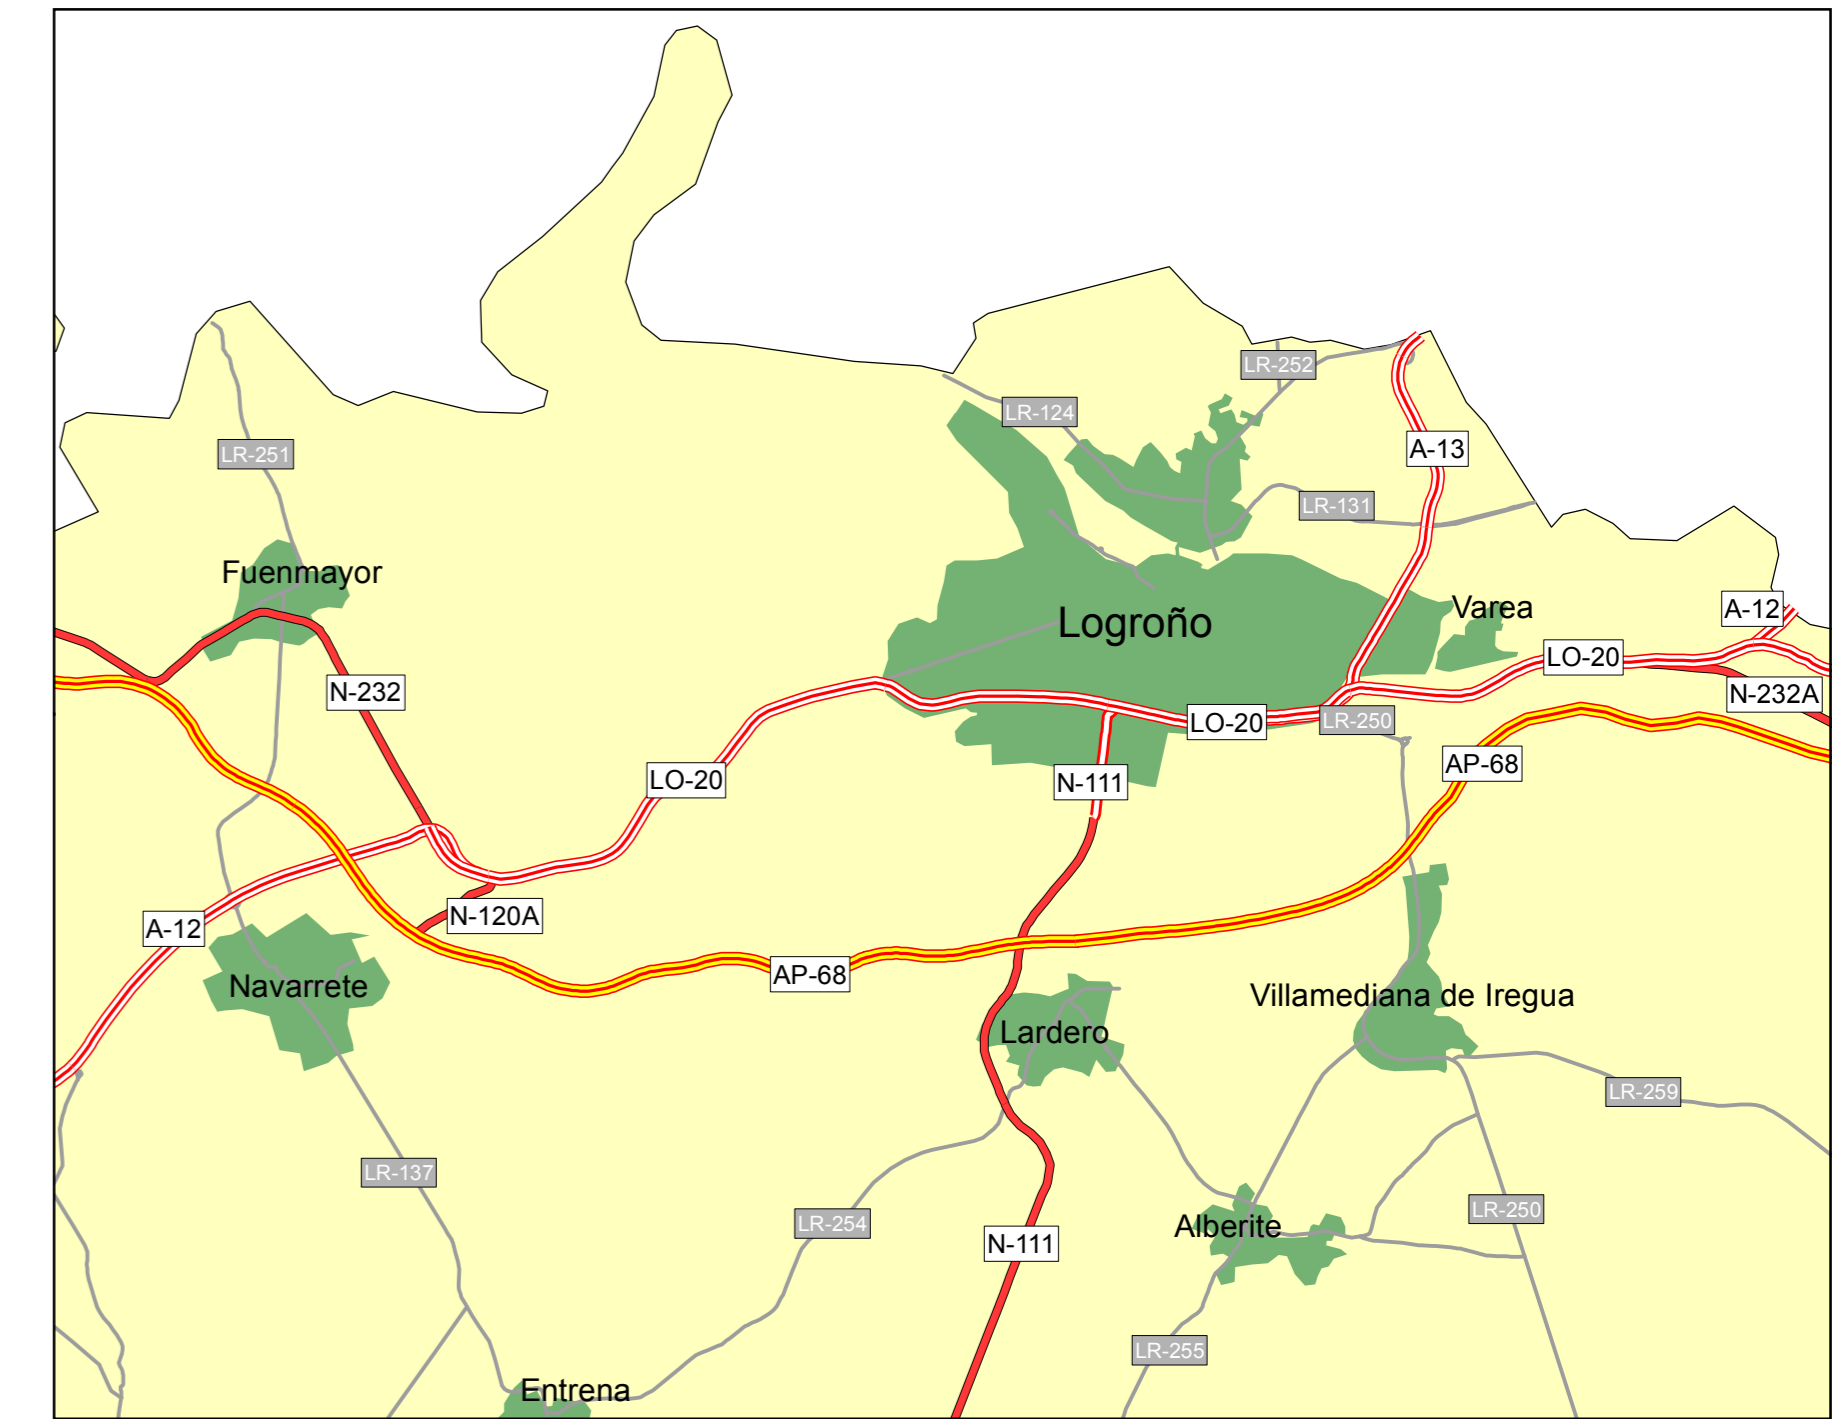 LR-252
LR-124
A-13
LR-251
LR-131
Fuenmayor
Varea
A-12
Logroño
LO-20
N-232
N-232A
LR-250
LO-20
AP-68
LO-20
N-111
N-120A
A-12
AP-68
Navarrete
Villamediana de Iregua
Lardero
LR-259
LR-137
LR-250
LR-254
Alberite
N-111
LR-255
Entrena